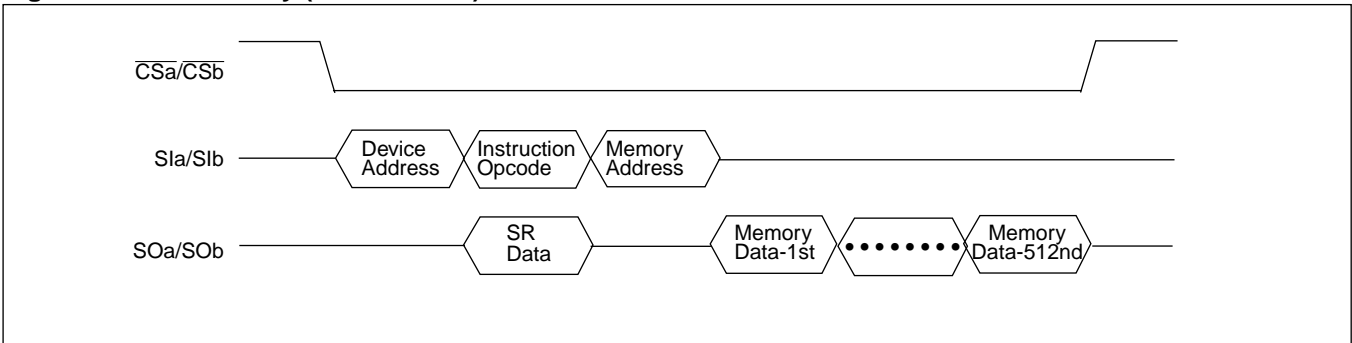 CSa/CSb
SIa/SIb
Device
Address
Instruction
Opcode
Memory
Address
SOa/SOb
SR
Data
Memory
Data-1st
••••••••
Memory
Data-512nd